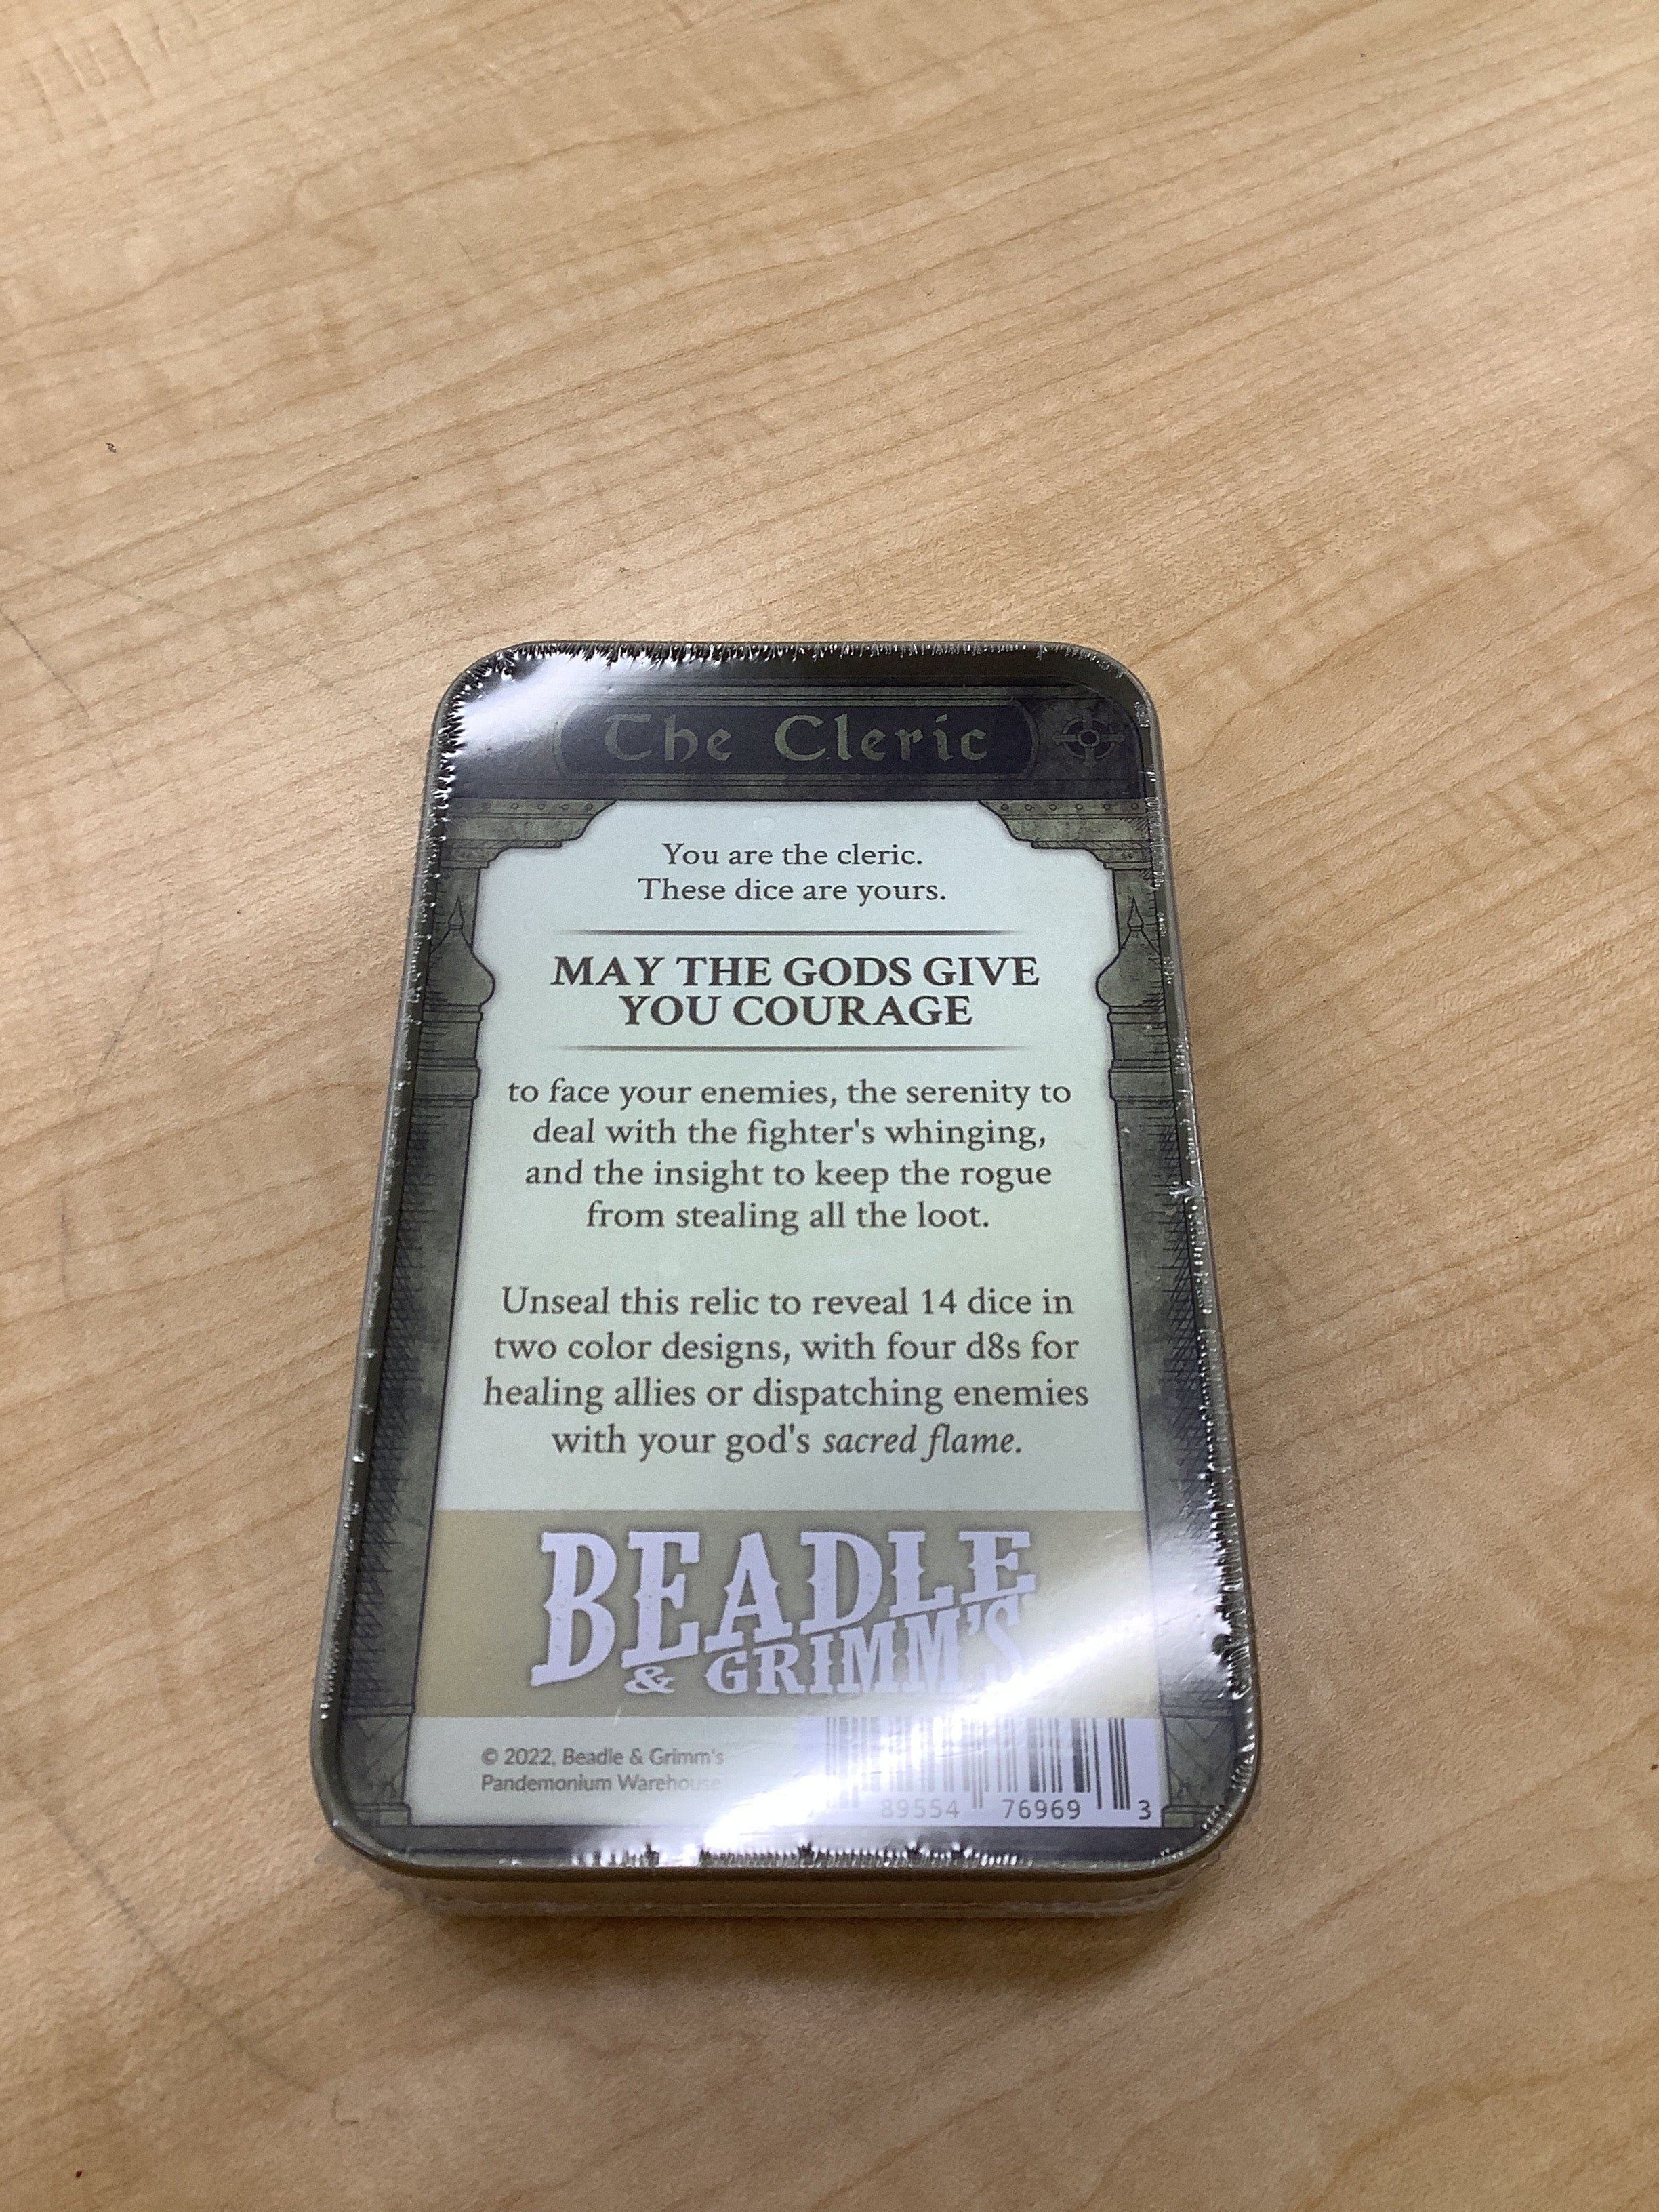 The Cleric
You are the cleric.
These dice are yours.
MAY THE GODS GIVE
YOU COURAGE
to face your enemies, the serenity to
deal with the fighter's whinging,
and the insight to keep the rogue
from stealing all the loot.
Unseal this relic to reveal 14 dice in
two color designs, with four d8s for
healing allies or dispatching enemies
with your god's sacred flame.
BEADLE
& GRIMM'S
© 2022, Beadle & Grimm's
Pandemonium Warehouse
89554 76969 3